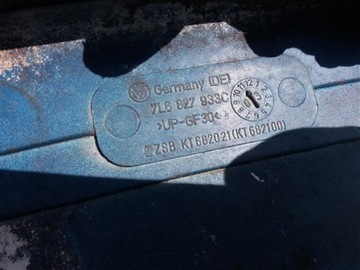 Germany (DE)
7L6 827 933C
>UP-GF30<
ZSB KT682021(KT682100)